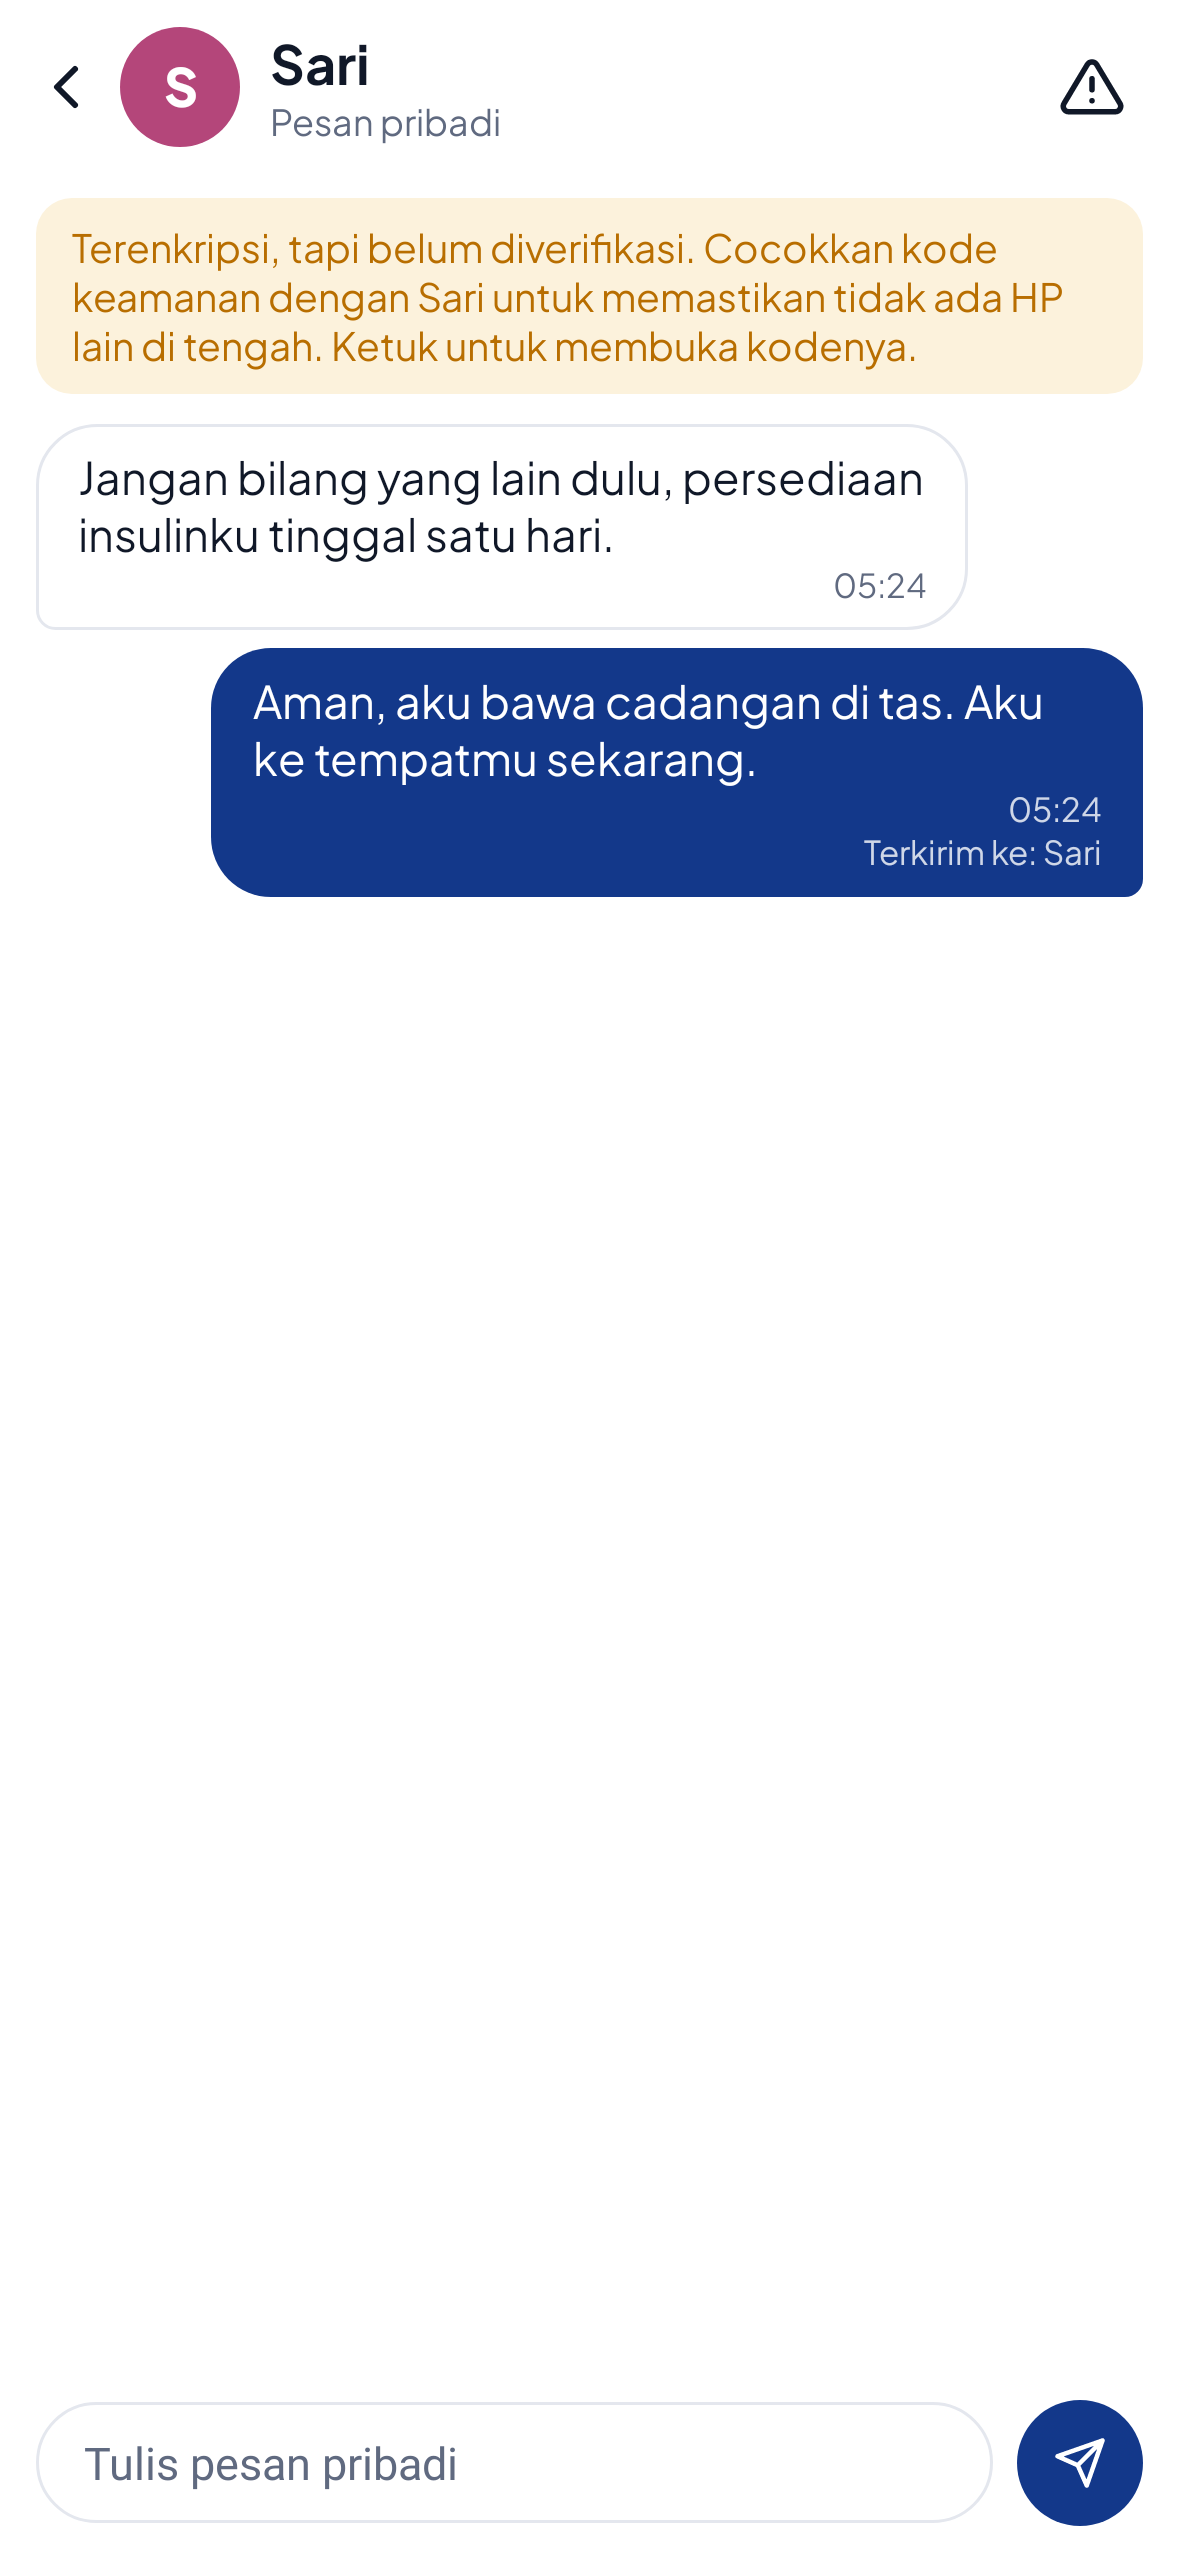 S
Sari
Pesan pribadi
Terenkripsi, tapi belum diverifikasi. Cocokkan kode
keamanan dengan Sari untuk memastikan tidak ada HP
lain di tengah. Ketuk untuk membuka kodenya.
Jangan bilang yang lain dulu, persediaan
insulinku tinggal satu hari.
05:24
Aman, aku bawa cadangan di tas. Aku
ke tempatmu sekarang.
05:24
Terkirim ke: Sari
Tulis pesan pribadi